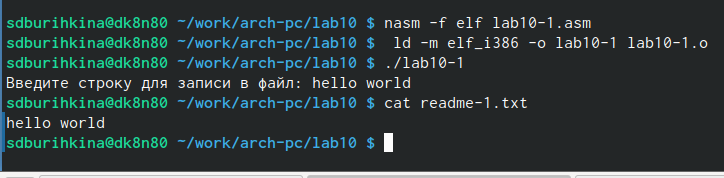 sdburihkina@dk8n80 ~/work/arch-pc/lab10 $ nasm -f elf lab10-1.asm
sdburihkina@dk8n80 ~/work/arch-pc/lab10 $  ld -m elf_i386 -o lab10-1 lab10-1.o
sdburihkina@dk8n80 ~/work/arch-pc/lab10 $ ./lab10-1
Введите строку для записи в файл: hello world
sdburihkina@dk8n80 ~/work/arch-pc/lab10 $ cat readme-1.txt
hello world
sdburihkina@dk8n80 ~/work/arch-pc/lab10 $